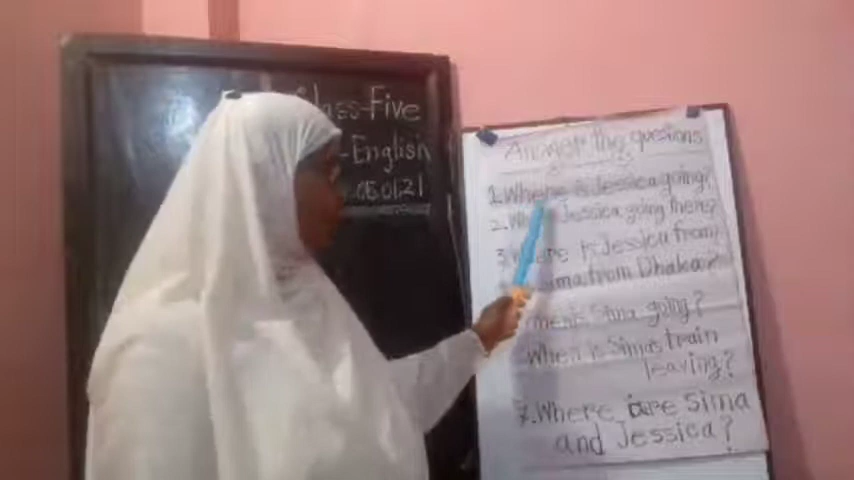 Class-Five
-English
05.01.21
Answer the questions
1. Where is Jessica going?
2. Jessica going there?
3. Where is Jessica from?
Sima from Dhaka?
Sima going?
When is Sima's train
leaving?
7. Where are Sima
and Jessica?